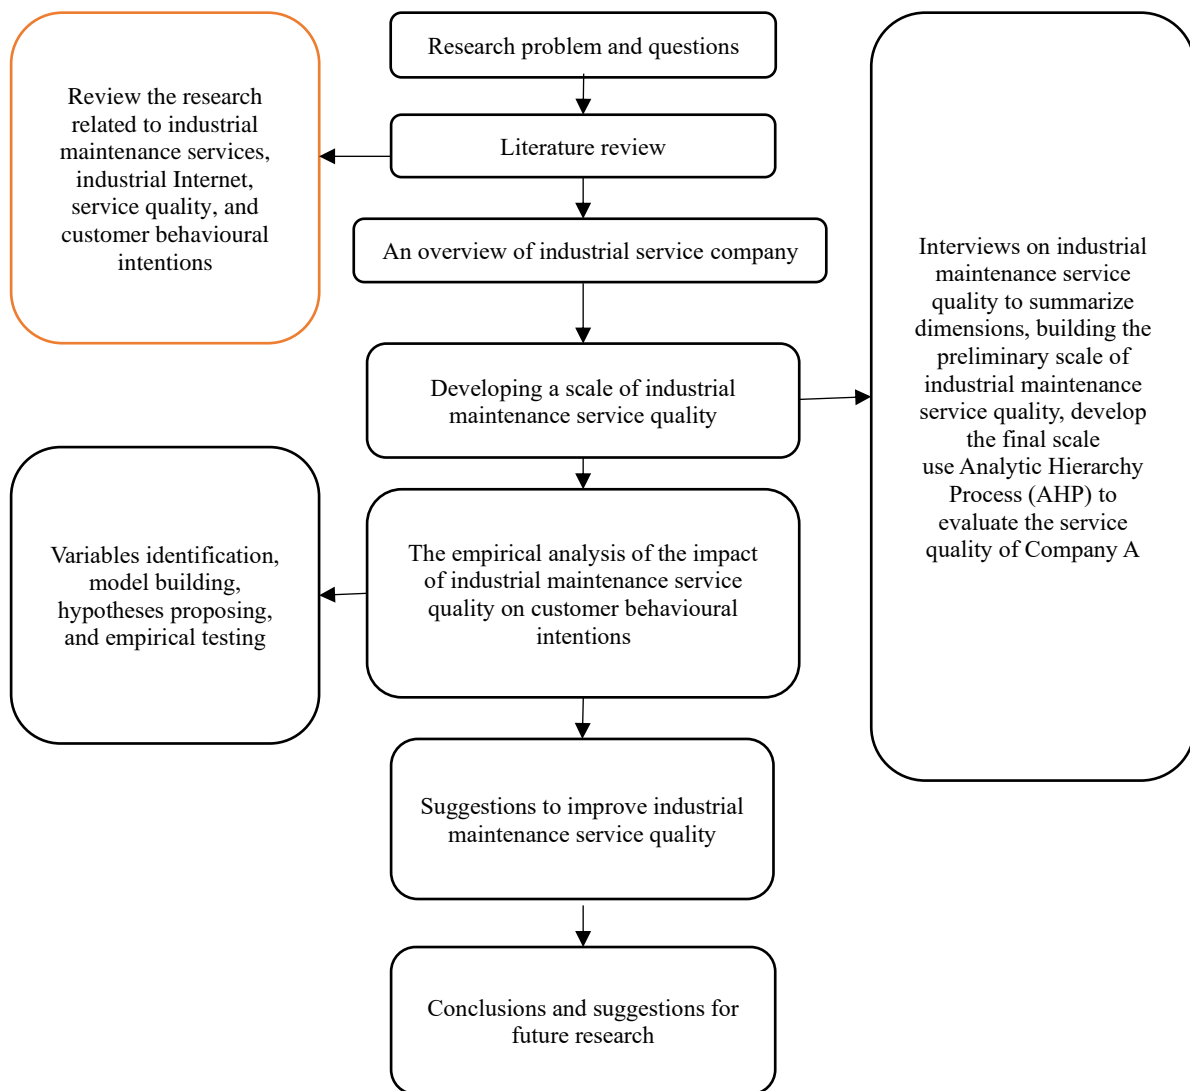 Research problem and questions
Review the research
related to industrial
maintenance services,
industrial Internet,
service quality, and
customer behavioural
intentions
Literature review
An overview of industrial service company
Developing a scale of industrial
maintenance service quality
Interviews on industrial
maintenance service
quality to summarize
dimensions, building the
preliminary scale of
industrial maintenance
service quality, develop
the final scale
use Analytic Hierarchy
Process (AHP) to
evaluate the service
quality of Company A
The empirical analysis of the impact
of industrial maintenance service
quality on customer behavioural
intentions
Variables identification,
model building,
hypotheses proposing,
and empirical testing
Suggestions to improve industrial
maintenance service quality
Conclusions and suggestions for
future research